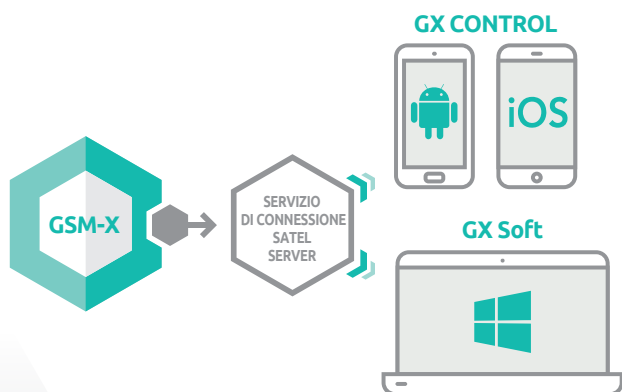 GX CONTROL
iOS
GSM-X
SERVIZIO
DI CONNESSIONE
SATEL
SERVER
GX Soft